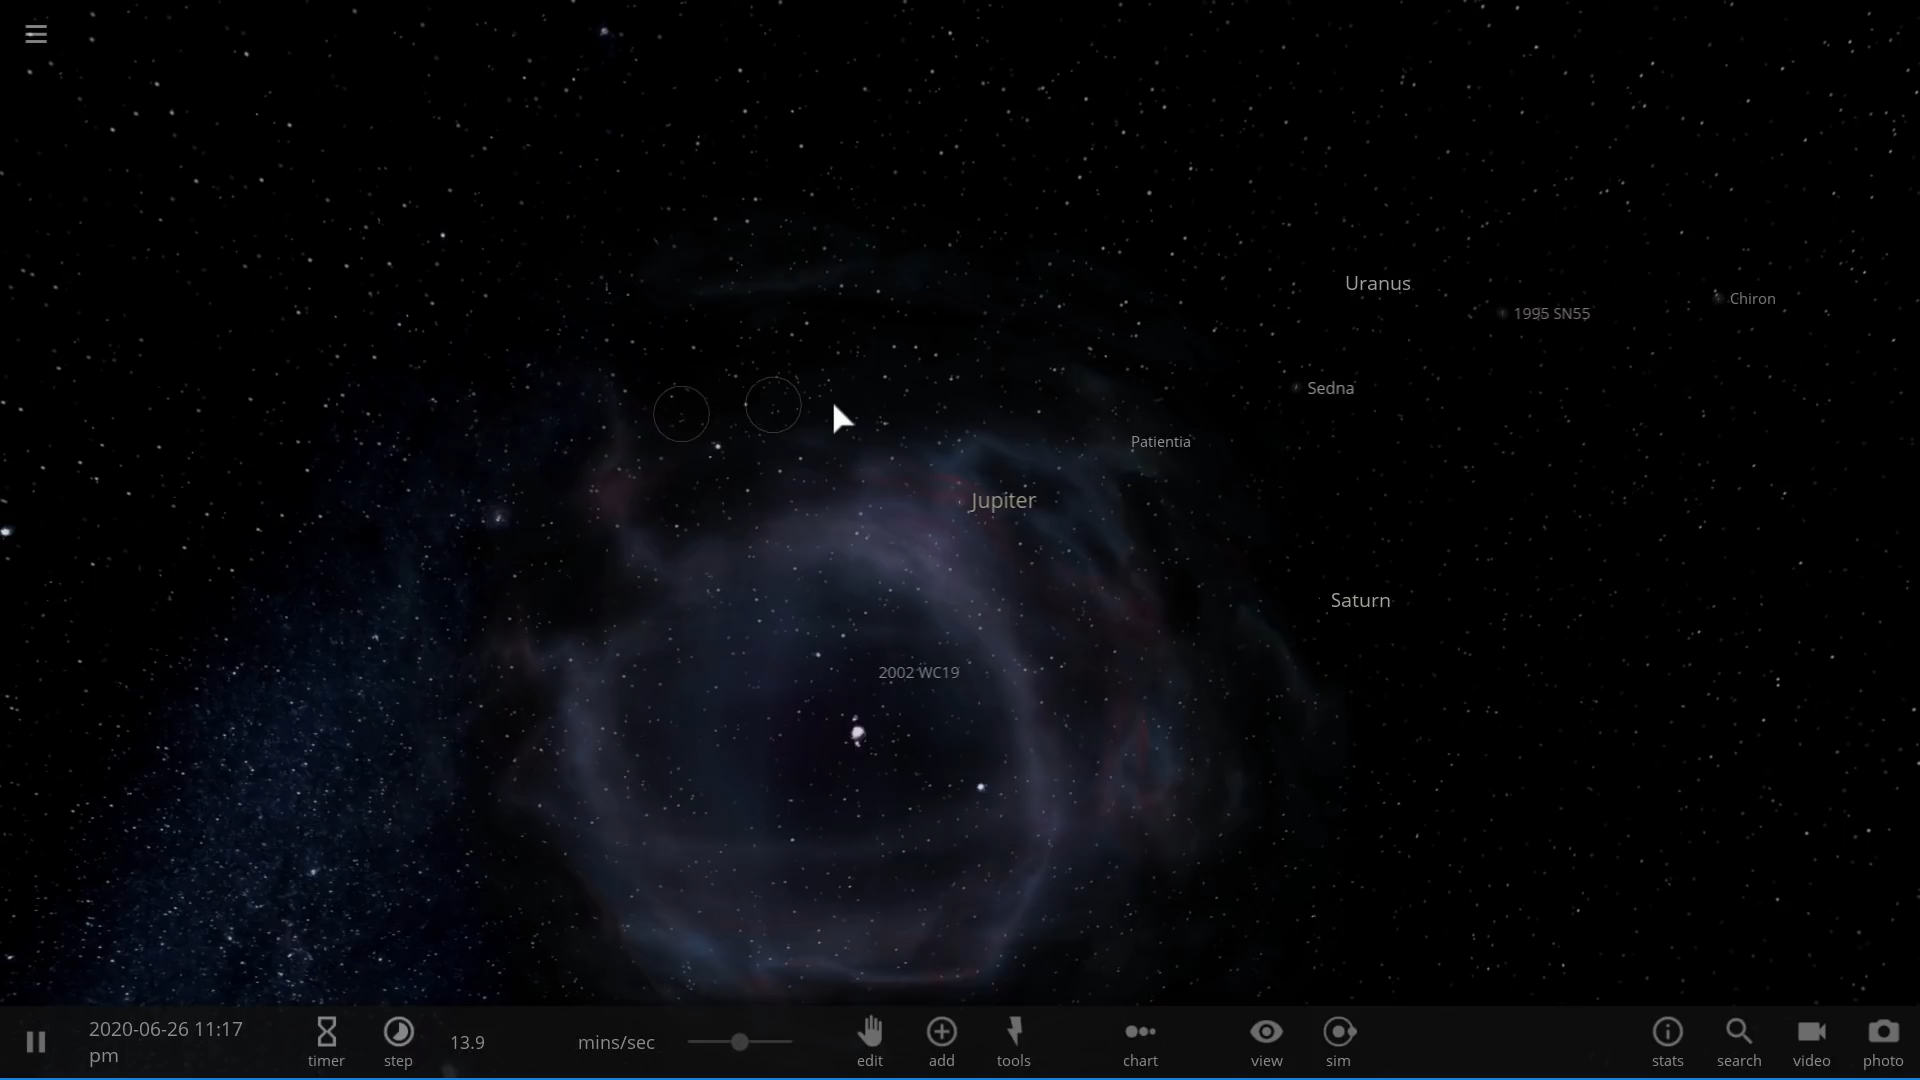 Uranus
1995 SN55
Chiron
Sedna
Patientia
Jupiter
Saturn
2002 WC19
2020-06-26 11:17
pm
timer
step
13.9
mins/sec
edit
add
tools
chart
view
sim
stats
search
video
photo